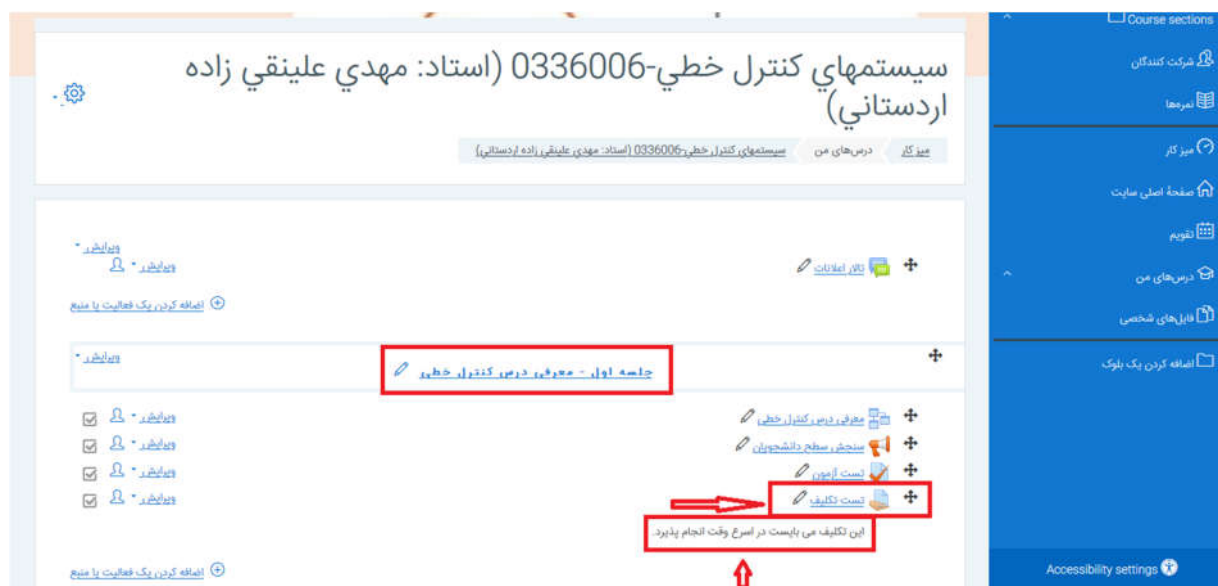 سيستمهاي كنترل خطي-0336006 (استاد: مهدي علينقي زاده
اردستاني)
میز کار
درس‌های من
سيستمهاي كنترل خطي-0336006 (استاد: مهدي علينقي زاده اردستاني)
ویرایش
تالار اعلانات
ویرایش
اضافه کردن یک فعالیت یا منبع
جلسه اول - معرفی درس کنترل خطی
ویرایش
معرفی درس کنترل خطی
ویرایش
سنجش سطح دانشجویان
ویرایش
تست آزمون
ویرایش
تست تکلیف
ویرایش
این تکلیف می بایست در اسرع وقت انجام پذیرد.
اضافه کردن یک فعالیت یا منبع
Course sections
شرکت کنندگان
نمره‌ها
میز کار
صفحهٔ اصلی سایت
تقویم
درس‌های من
فایل‌های شخصی
اضافه کردن یک بلوک
Accessibility settings